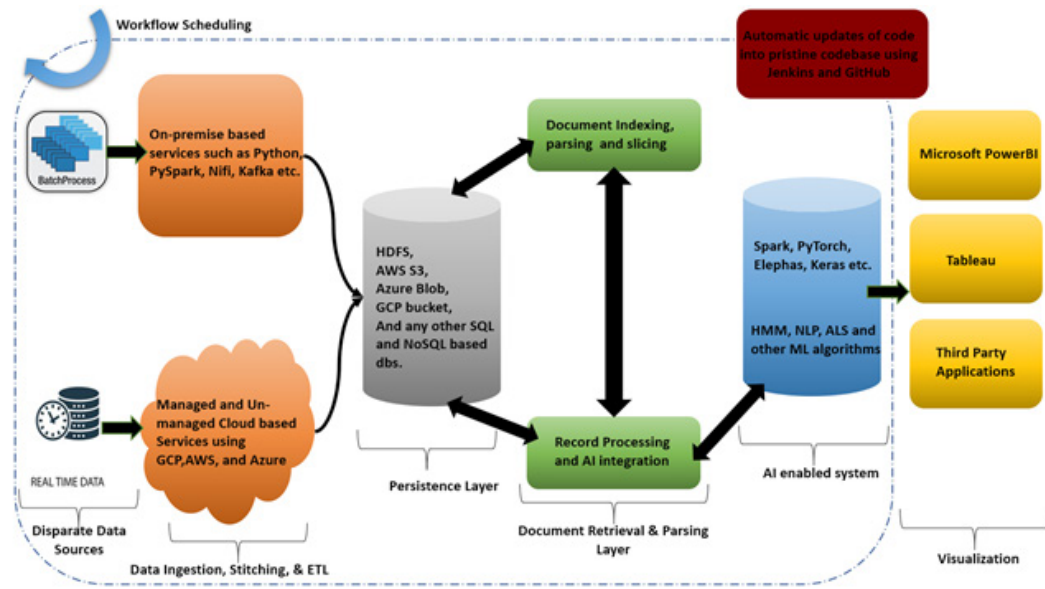 Workflow Scheduling
Automatic updates of code
into pristine codebase using
Jenkins and GitHub
BatchProcess
On-premise based
services such as Python,
PySpark, Nifi, Kafka etc.
Document Indexing,
parsing and slicing
Microsoft PowerBI
HDFS,
AWS S3,
Azure Blob,
GCP bucket,
And any other SQL
and NoSQL based
dbs.
Spark, PyTorch,
Elephas, Keras etc.
HMM, NLP, ALS and
other ML algorithms
Tableau
Third Party
Applications
Managed and Un-
managed Cloud based
Services using
GCP,AWS, and Azure
Record Processing
and AI integration
REAL TIME DATA
Disparate Data
Sources
Data Ingestion, Stitching, & ETL
Persistence Layer
Document Retrieval & Parsing
Layer
AI enabled system
Visualization